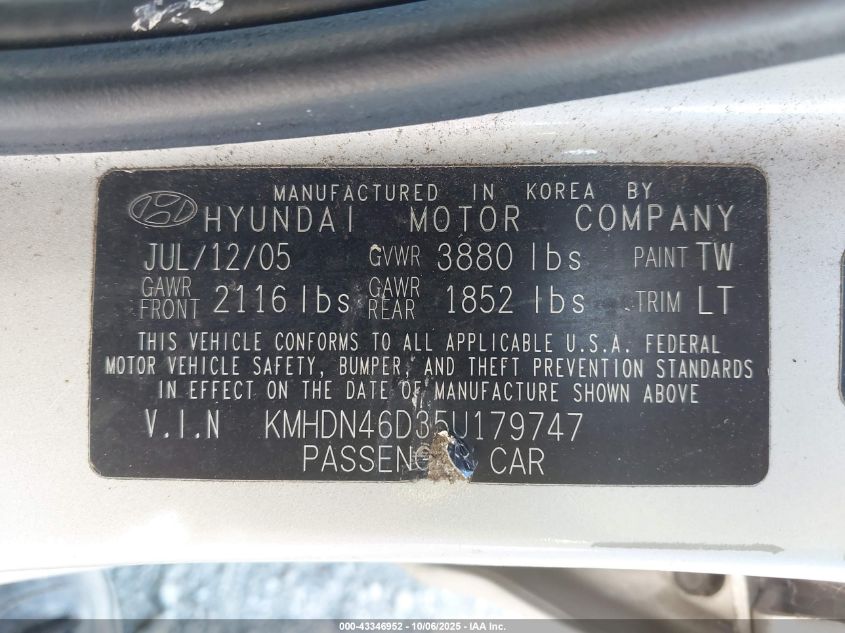 MANUFACTURED IN KOREA BY
HYUNDAI MOTOR COMPANY
JUL/12/05 GVWR 3880 lbs PAINT TW
GAWR FRONT 2116 lbs GAWR REAR 1852 lbs TRIM LT
THIS VEHICLE CONFORMS TO ALL APPLICABLE U.S.A. FEDERAL
MOTOR VEHICLE SAFETY, BUMPER, AND THEFT PREVENTION STANDARDS
IN EFFECT ON THE DATE OF MANUFACTURE SHOWN ABOVE
V.I.N KMHDN46D35U179747
PASSENG CAR
000-43346952 - 10/06/2025 - IAA Inc.